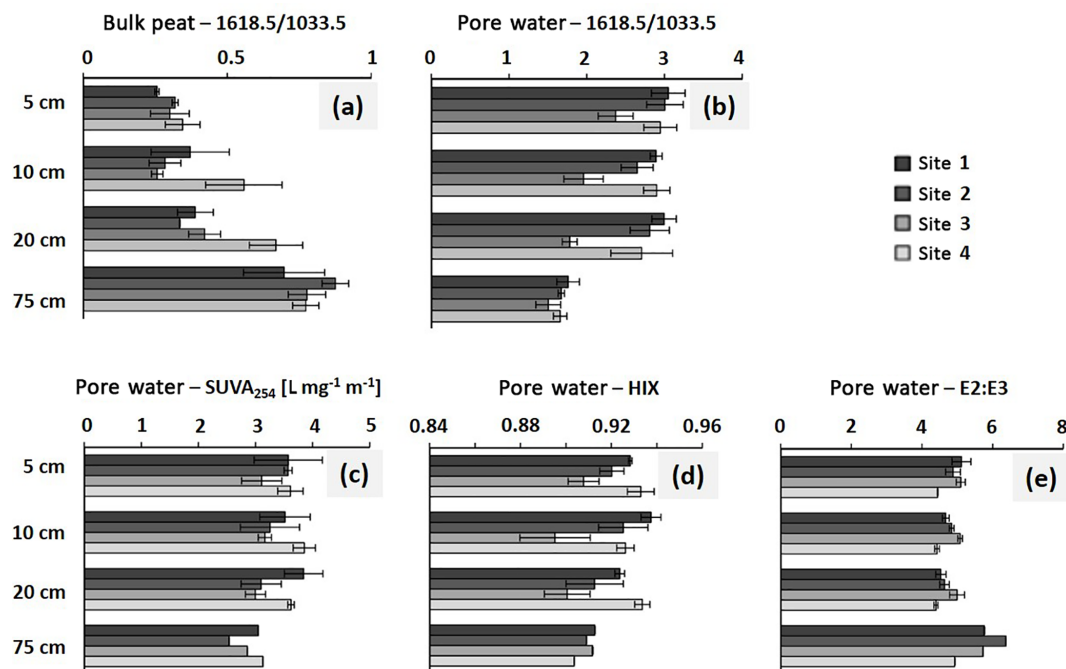 Bulk peat – 1618.5/1033.5
0 0.5 1
5 cm
10 cm
20 cm
75 cm
(a)
Pore water – 1618.5/1033.5
0 1 2 3 4
(b)
Site 1
Site 2
Site 3
Site 4
Pore water – SUVA₂₅₄ [L mg⁻¹ m⁻¹]
0 1 2 3 4 5
5 cm
10 cm
20 cm
75 cm
(c)
Pore water – HIX
0.84 0.88 0.92 0.96
(d)
Pore water – E2:E3
0 2 4 6 8
(e)